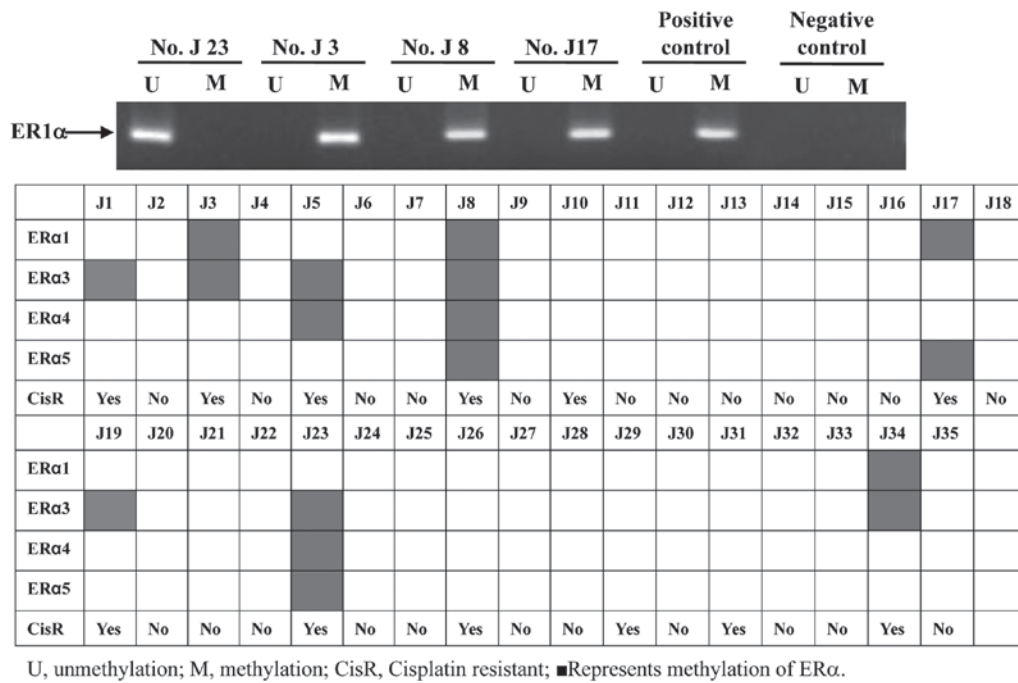 No. J 23 No. J 3 No. J 8 No. J17 Positive control Negative control
U M U M U M U M U M U M
ER1α
J1 J2 J3 J4 J5 J6 J7 J8 J9 J10 J11 J12 J13 J14 J15 J16 J17 J18
ERα1
ERα3
ERα4
ERα5
CisR Yes No Yes No Yes No No Yes No Yes No No No No No No Yes No
J19 J20 J21 J22 J23 J24 J25 J26 J27 J28 J29 J30 J31 J32 J33 J34 J35
ERα1
ERα3
ERα4
ERα5
CisR Yes No No No Yes No No Yes No No Yes No Yes No No Yes No
U, unmethylation; M, methylation; CisR, Cisplatin resistant; ■Represents methylation of ERα.